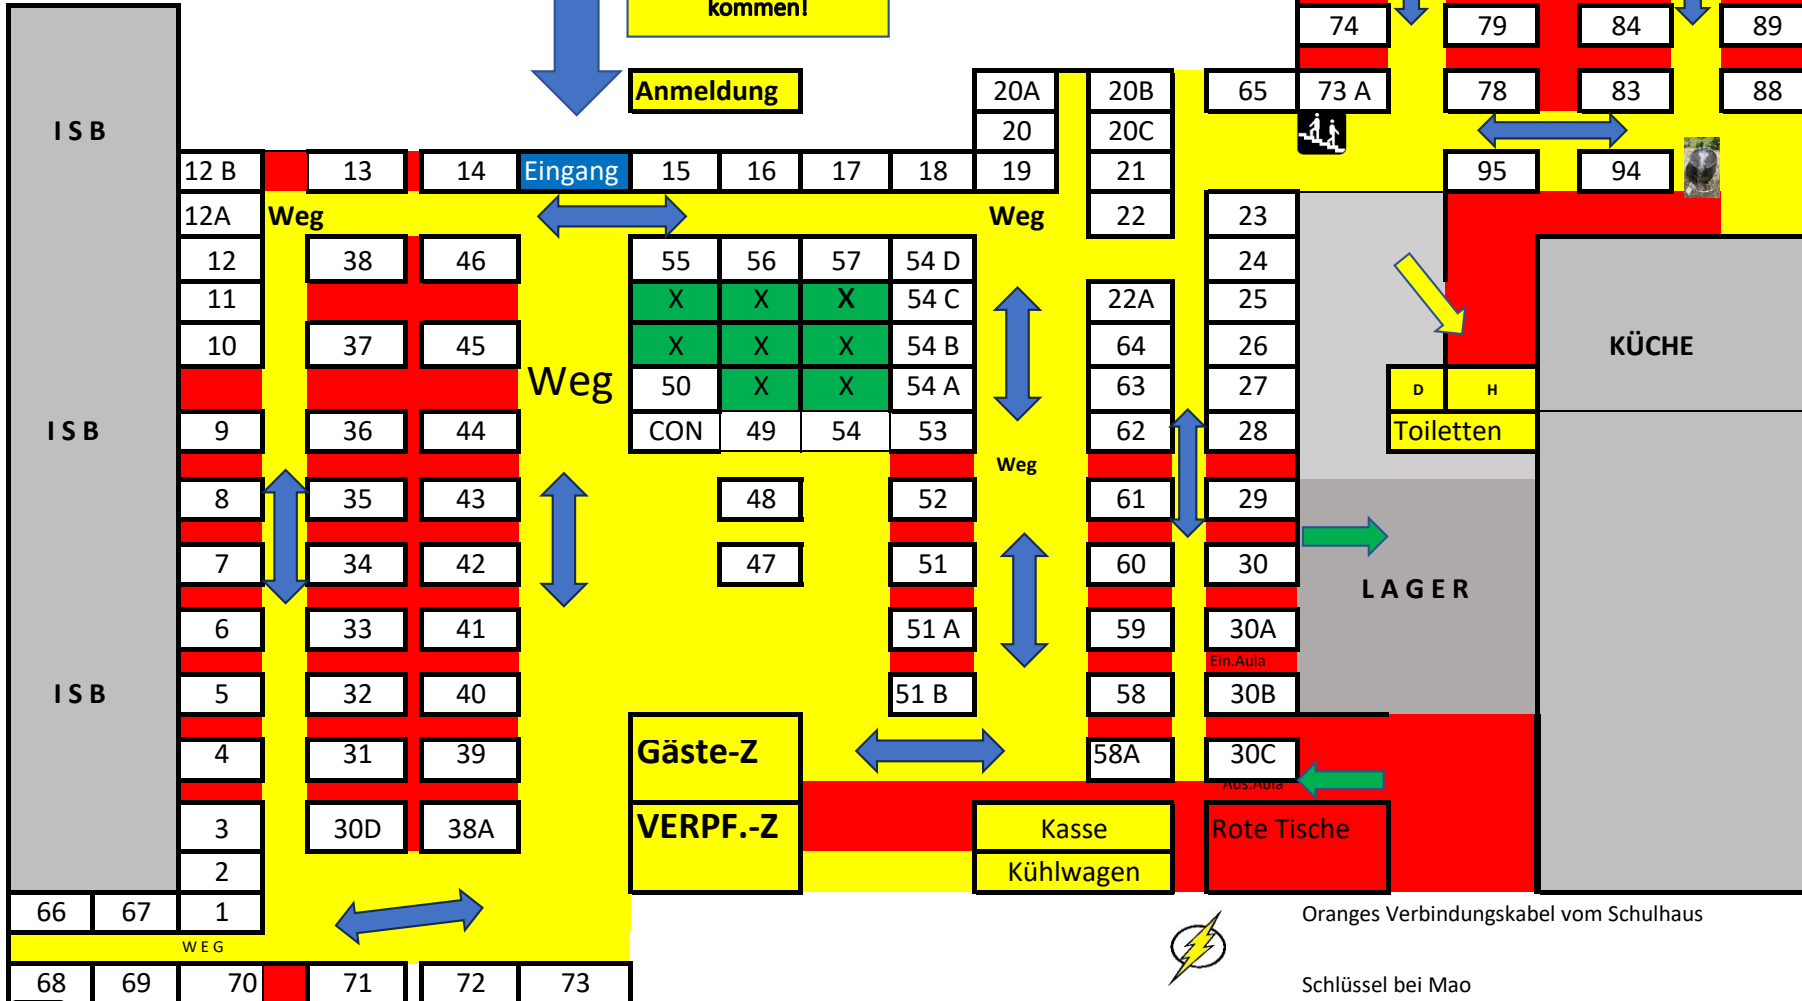 kommen!
74 79 84 89
Anmeldung 20A 20B 65 73 A 78 83 88
I S B 20 20C
12 B 13 14 Eingang 15 16 17 18 19 21 95 94
12A Weg Weg 22 23
12 38 46 55 56 57 54 D 24
11 X X X 54 C 22A 25
10 37 45 X X X 54 B 64 26 KÜCHE
Weg 50 X X 54 A 63 27 D H
I S B 9 36 44 CON 49 54 53 62 28 Toiletten
Weg
8 35 43 48 52 61 29
7 34 42 47 51 60 30
L A G E R
6 33 41 51 A 59 30A
Ein.Aula
I S B 5 32 40 51 B 58 30B
4 31 39 Gäste-Z 58A 30C
Aus.Aula
3 30D 38A VERPF.-Z Kasse Rote Tische
2 Kühlwagen
66 67 1 Oranges Verbindungskabel vom Schulhaus
W E G
68 69 70 71 72 73 Schlüssel bei Mao